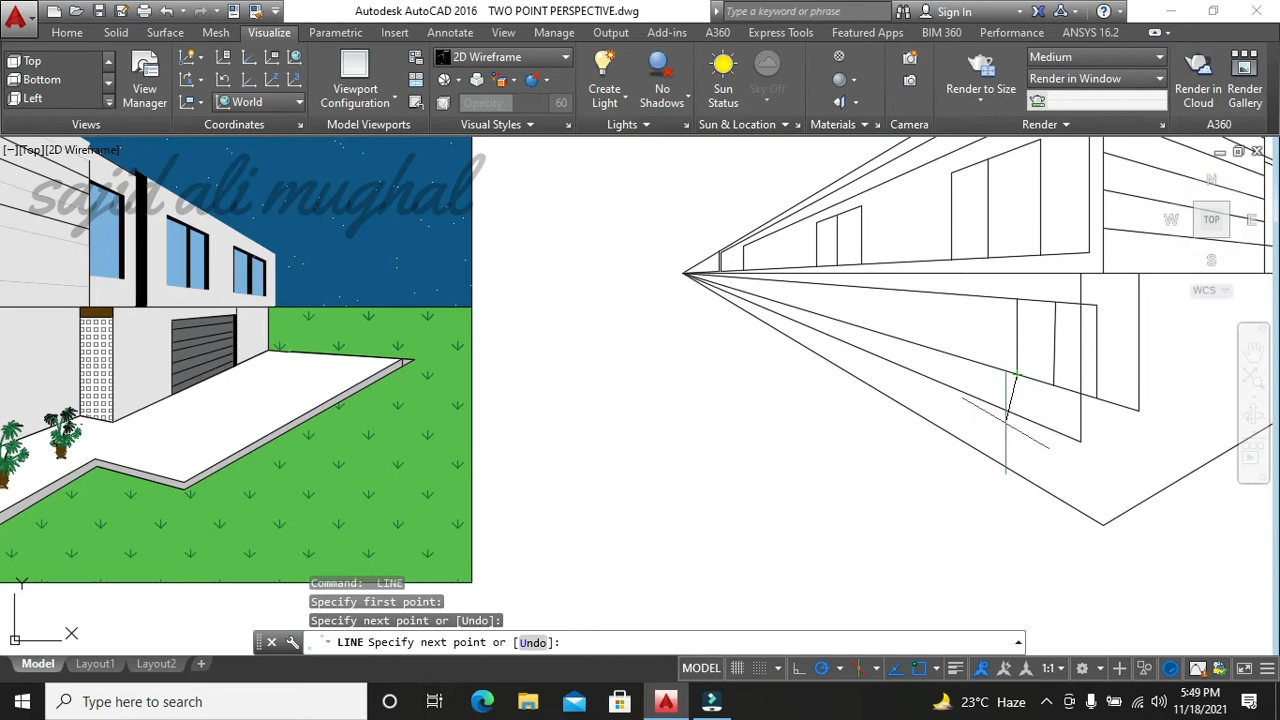 Autodesk AutoCAD 2016 TWO POINT PERSPECTIVE.dwg
Type a keyword or phrase
Sign In
Home Solid Surface Mesh Visualize Parametric Insert Annotate View Manage Output Add-ins A360 Express Tools Featured Apps BIM 360 Performance ANSYS 16.2
Top
Bottom
Left
View Manager
World
Viewport Configuration
2D Wireframe
Opacity 60
Create Light
No Shadows
Sun Status
Sky Off
Render to Size
Medium
Render in Window
Render in Cloud
Render Gallery
Views Coordinates Model Viewports Visual Styles Lights Sun & Location Materials Camera Render A360
[−][Top][2D Wireframe]
sajid ali mughal
N
W TOP E
S
WCS
Y
X
Command: LINE
Specify first point:
Specify next point or [Undo]:
LINE Specify next point or [Undo]:
Model Layout1 Layout2 +
MODEL 1:1
Type here to search
23°C Haze
5:49 PM
11/18/2021